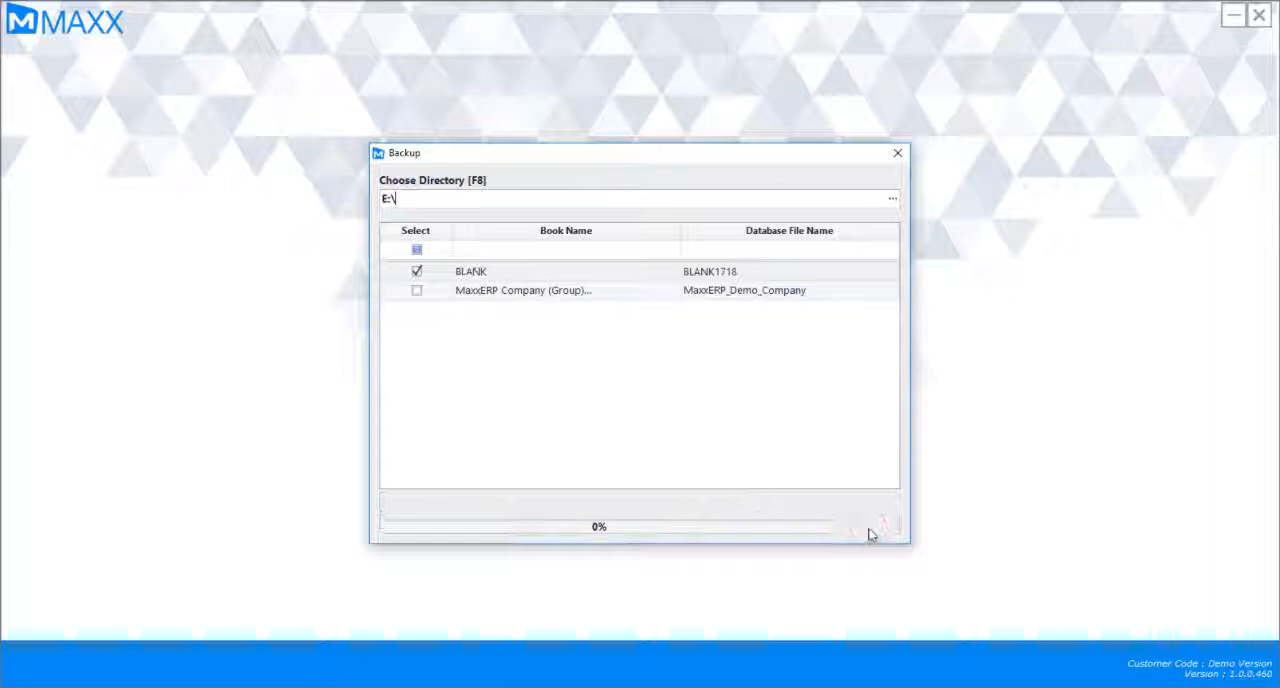 MAXX
Backup
Choose Directory [F8]
E:\
...
Select Book Name Database File Name
BLANK BLANK1718
MaxxERP Company (Group)... MaxxERP_Demo_Company
0%
Customer Code : Demo Version
Version : 1.0.0.460